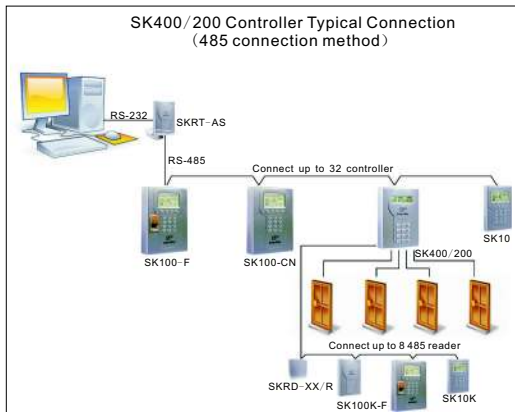 SK400/200 Controller Typical Connection
(485 connection method)
RS-232
SKRT-AS
RS-485
Connect up to 32 controller
SK100-F
SK100-CN
SK10
SK400/200
Connect up to 8 485 reader
SKRD-XX/R
SK100K-F
SK10K